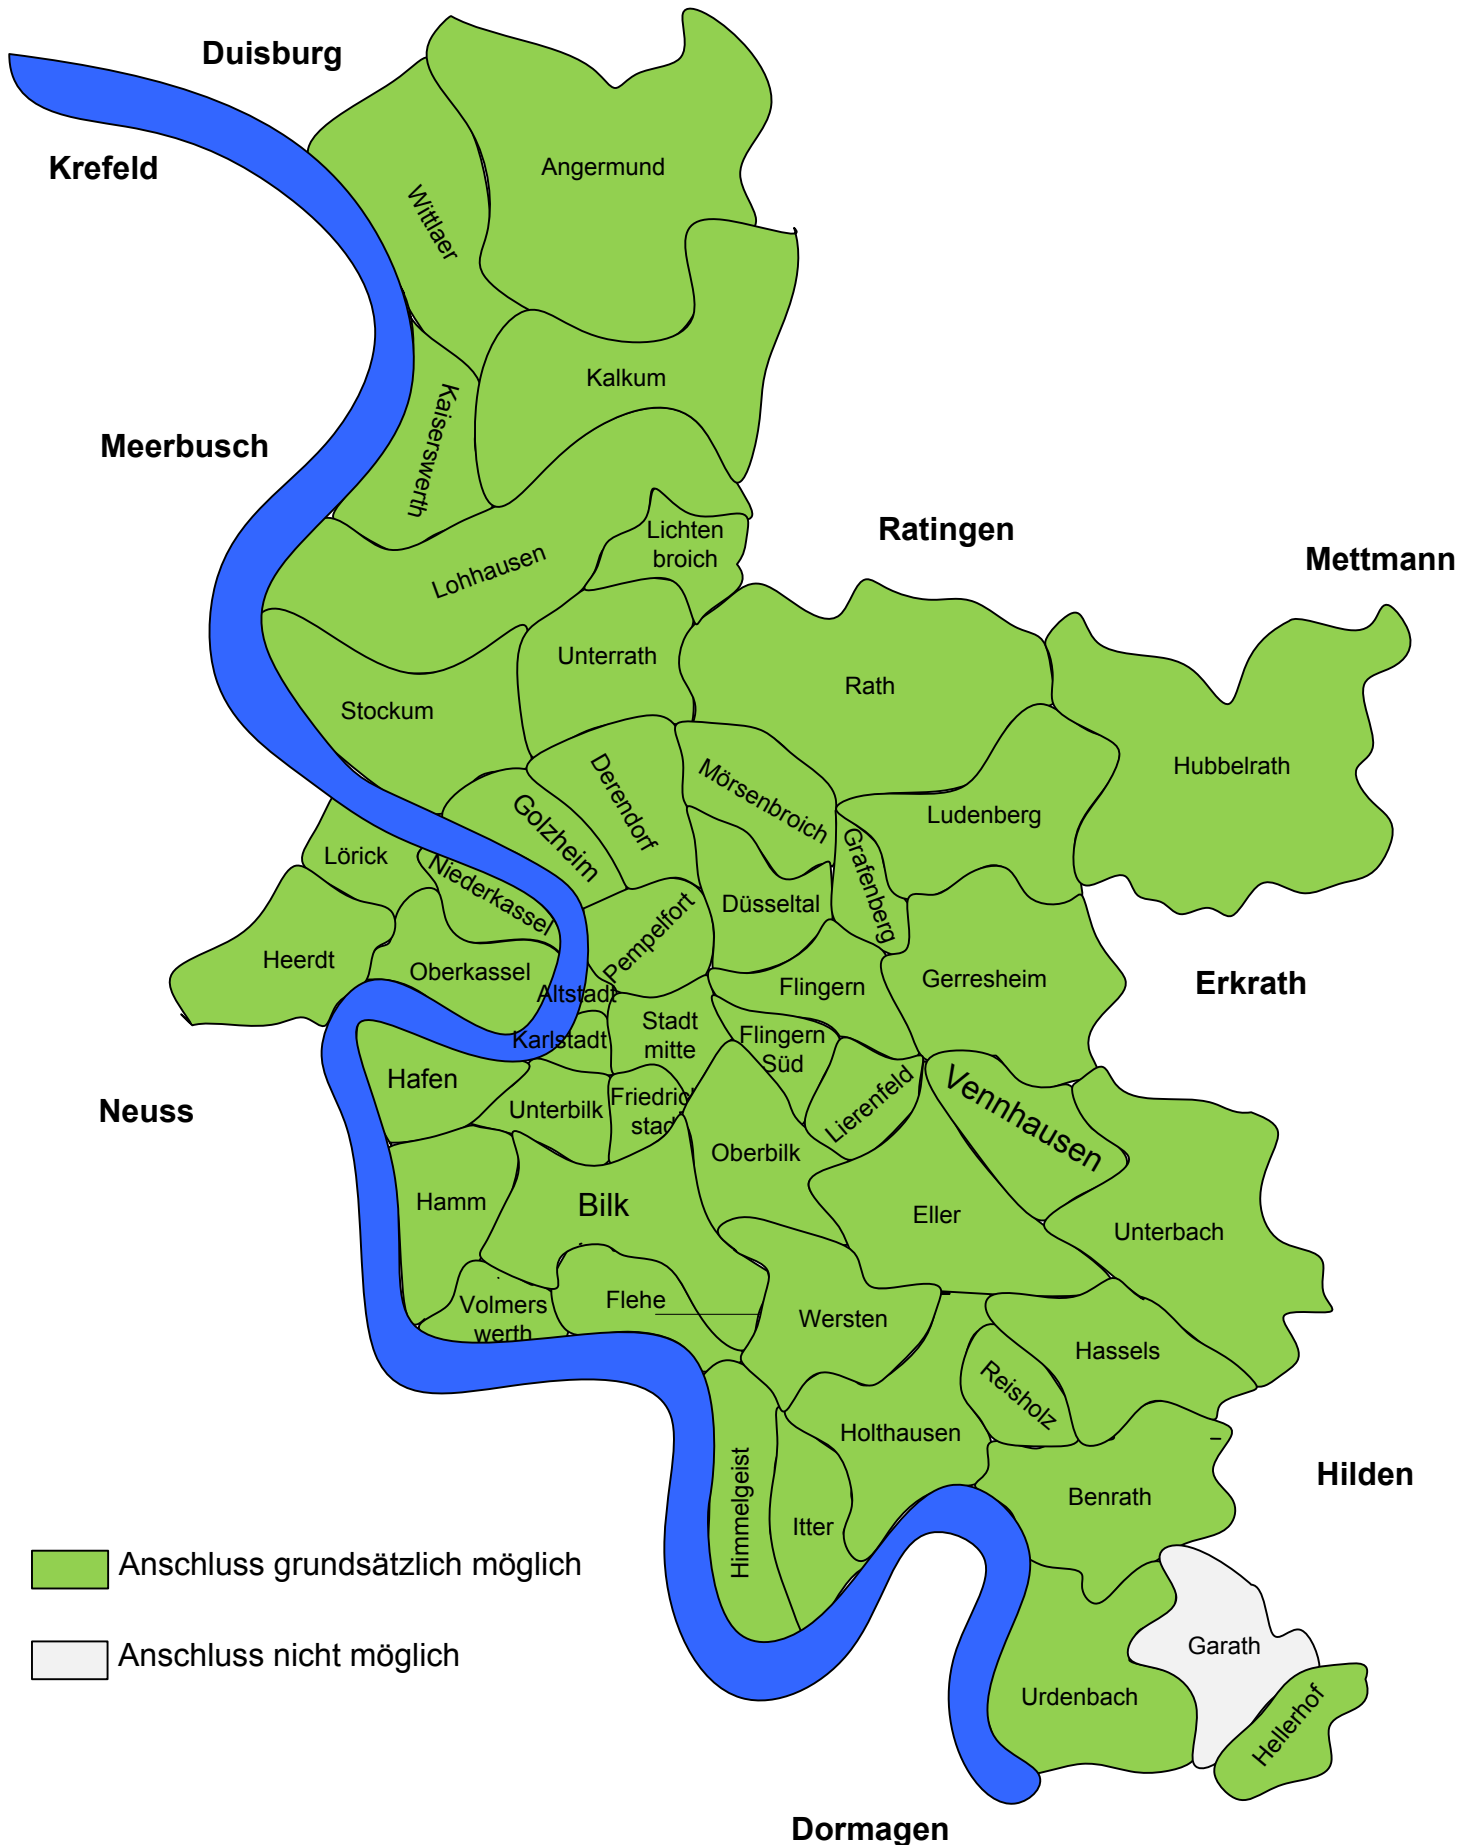 Duisburg
Krefeld
Angermund
Wittlaer
Kalkum
Kaiserswerth
Meerbusch
Lichten
broich
Lohhausen
Ratingen
Mettmann
Unterrath
Rath
Stockum
Hubbelrath
Derendorf
Mörsenbroich
Golzheim
Ludenberg
Grafenberg
Lörick
Niederkassel
Düsseltal
Pempelfort
Heerdt
Oberkassel
Flingern
Gerresheim
Erkrath
Altstadt
Karlstadt
Stadt
mitte
Flingern
Süd
Hafen
Lierenfeld
Vennhausen
Neuss
Unterbilk
Friedric
stad
Oberbilk
Hamm
Bilk
Eller
Unterbach
Volmers
werth
Flehe
Wersten
Hassels
Reisholz
Holthausen
Himmelgeist
Itter
Benrath
Hilden
Anschluss grundsätzlich möglich
Anschluss nicht möglich
Garath
Urdenbach
Hellerhof
Dormagen